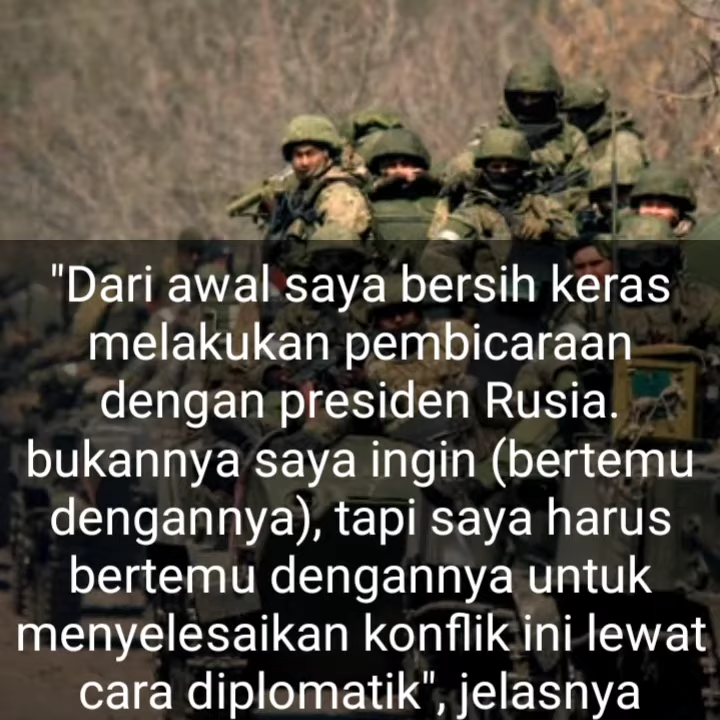 "Dari awal saya bersih keras
melakukan pembicaraan
dengan presiden Rusia.
bukannya saya ingin (bertemu
dengannya), tapi saya harus
bertemu dengannya untuk
menyelesaikan konflik ini lewat
cara diplomatik", jelasnya